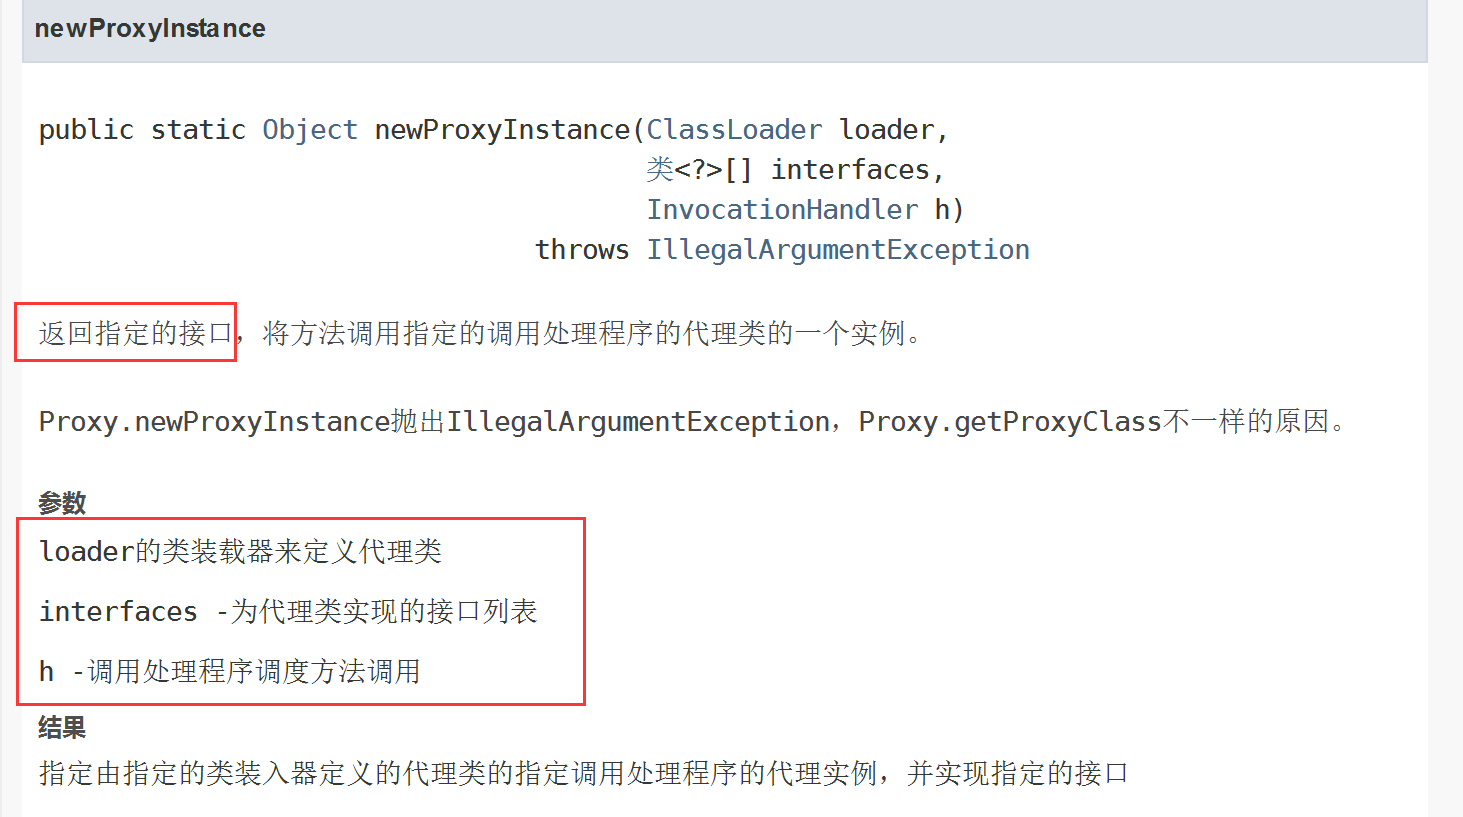 newProxyInstance
public static Object newProxyInstance(ClassLoader loader,
类<?>[] interfaces,
InvocationHandler h)
throws IllegalArgumentException
返回指定的接口，将方法调用指定的调用处理程序的代理类的一个实例。
Proxy.newProxyInstance抛出IllegalArgumentException，Proxy.getProxyClass不一样的原因。
参数
loader的类装载器来定义代理类
interfaces -为代理类实现的接口列表
h -调用处理程序调度方法调用
结果
指定由指定的类装入器定义的代理类的指定调用处理程序的代理实例，并实现指定的接口